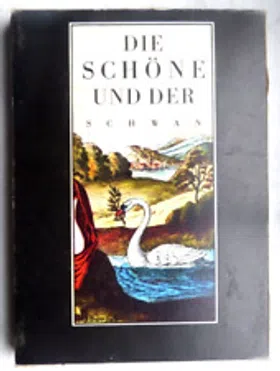 DIE
SCHÖNE
UND DER
SCHWAN